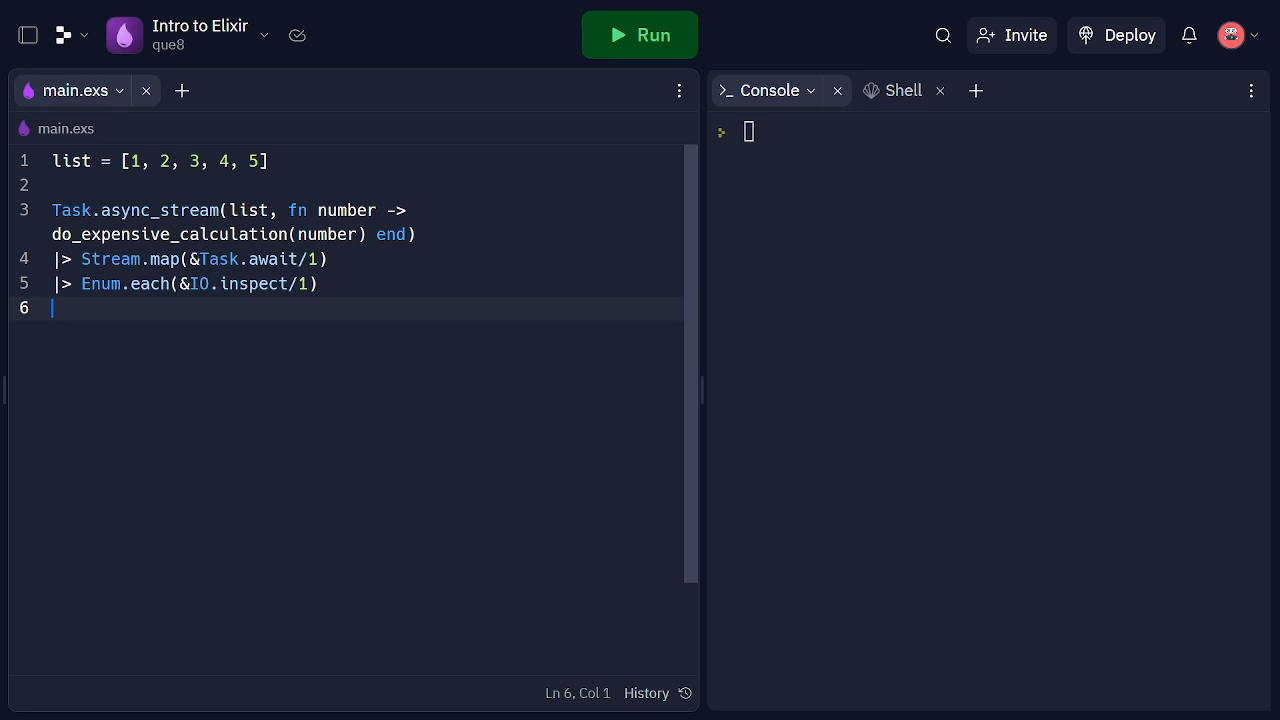 Intro to Elixir
que8
Run
Invite
Deploy
main.exs
Console
Shell
main.exs
1 list = [1, 2, 3, 4, 5]
2
3 Task.async_stream(list, fn number ->
do_expensive_calculation(number) end)
4 |> Stream.map(&Task.await/1)
5 |> Enum.each(&IO.inspect/1)
6
Ln 6, Col 1 History